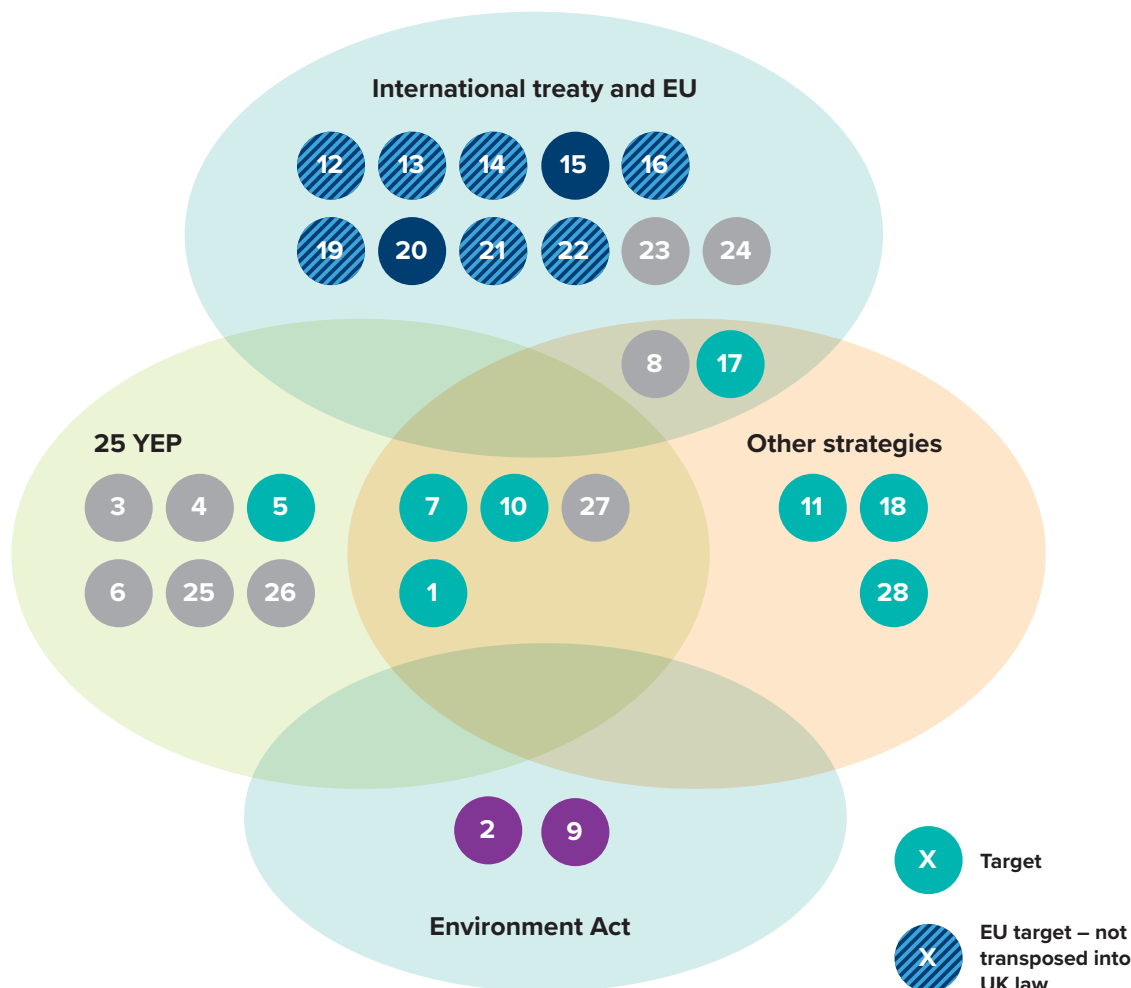 International treaty and EU
12 13 14 15 16
19 20 21 22 23 24
8 17
25 YEP
Other strategies
3 4 5 7 10 27 11 18
6 25 26 1 28
2 9
X Target
Environment Act
EU target – not
X transposed into
UK law